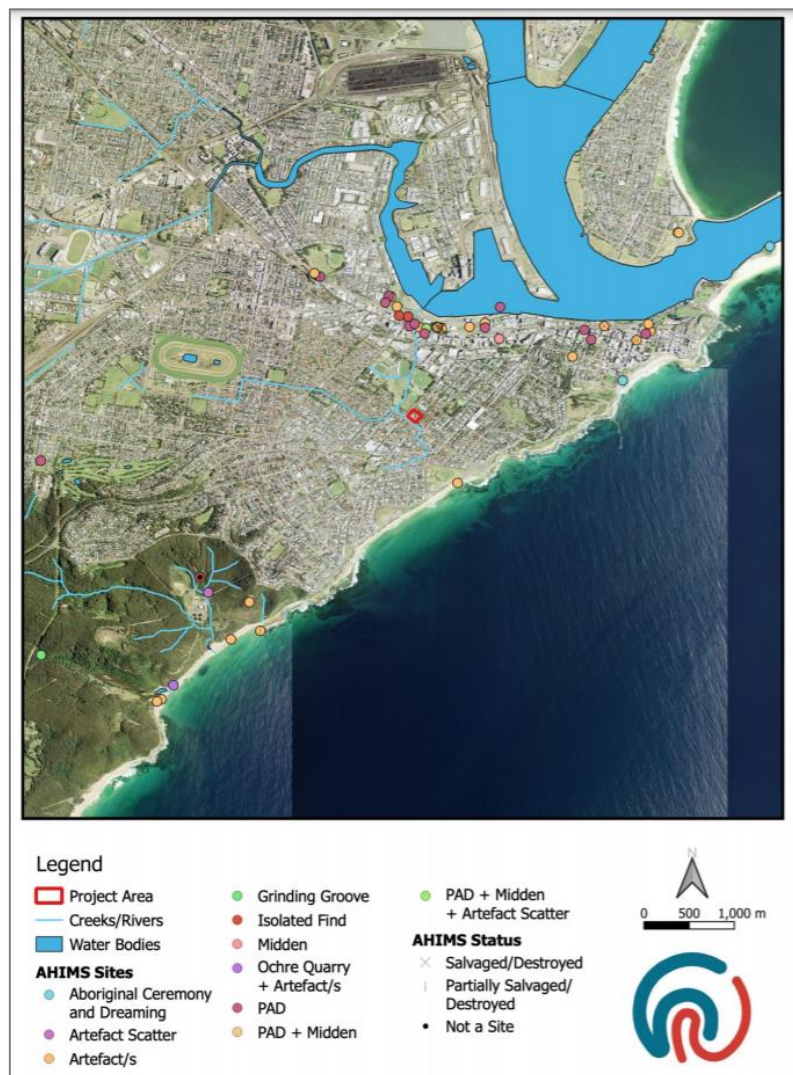 Legend
Project Area
Creeks/Rivers
Water Bodies
AHIMS Sites
Aboriginal Ceremony
and Dreaming
Artefact Scatter
Artefact/s
Grinding Groove
Isolated Find
Midden
Ochre Quarry
+ Artefact/s
PAD
PAD + Midden
PAD + Midden
+ Artefact Scatter
AHIMS Status
Salvaged/Destroyed
Partially Salvaged/
Destroyed
Not a Site
N
0 500 1,000 m